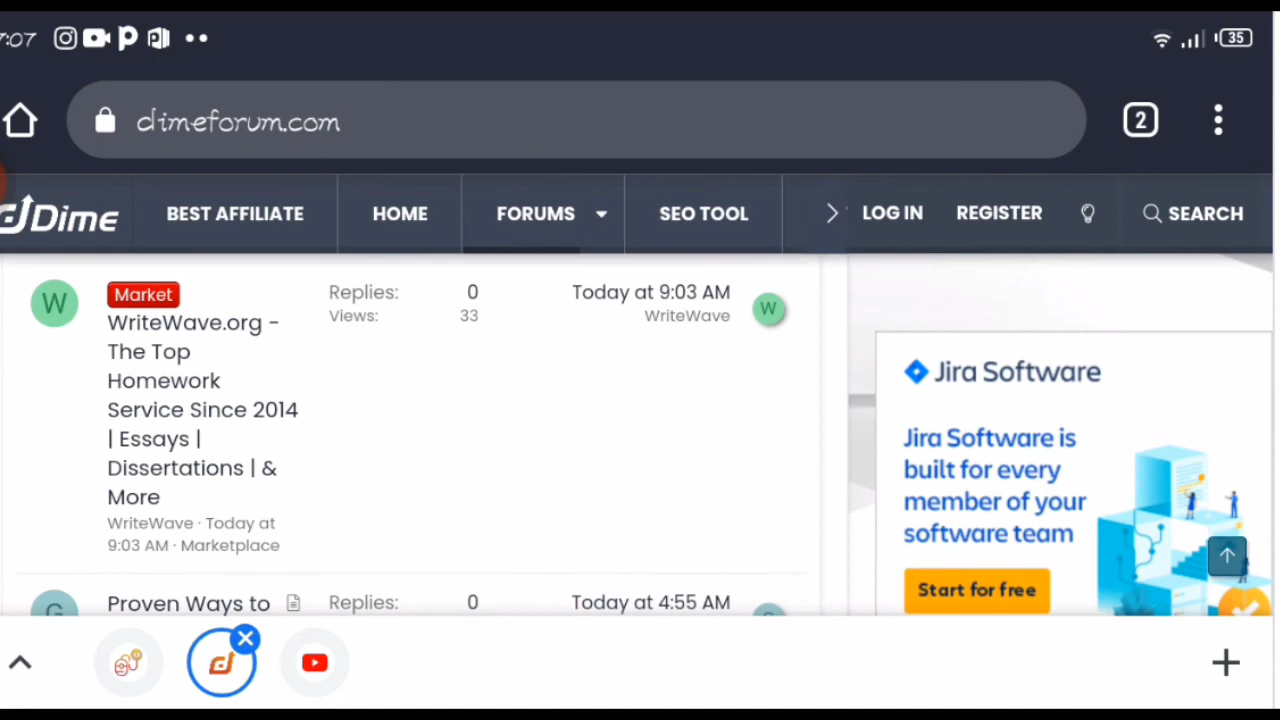 7:07
35
dimeforum.com
2
Dime
BEST AFFILIATE
HOME
FORUMS
SEO TOOL
LOG IN
REGISTER
SEARCH
W
Market
WriteWave.org -
The Top
Homework
Service Since 2014
| Essays |
Dissertations | &
More
WriteWave · Today at
9:03 AM · Marketplace
Replies: 0
Views: 33
Today at 9:03 AM
WriteWave
W
Jira Software
Jira Software is
built for every
member of your
software team
Start for free
G
Proven Ways to
Replies: 0
Today at 4:55 AM
G